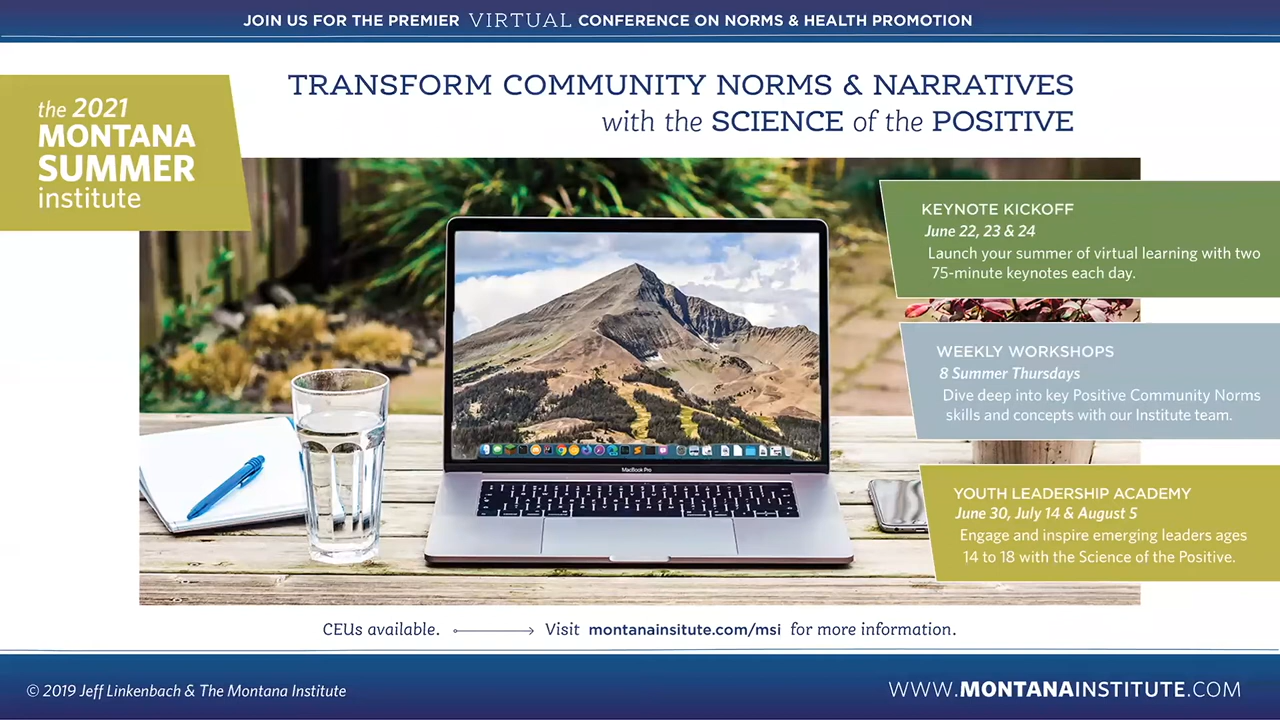 JOIN US FOR THE PREMIER VIRTUAL CONFERENCE ON NORMS & HEALTH PROMOTION
TRANSFORM COMMUNITY NORMS & NARRATIVES
with the SCIENCE of the POSITIVE
the 2021
MONTANA
SUMMER
institute
KEYNOTE KICKOFF
June 22, 23 & 24
Launch your summer of virtual learning with two
75-minute keynotes each day.
WEEKLY WORKSHOPS
8 Summer Thursdays
Dive deep into key Positive Community Norms
skills and concepts with our Institute team.
MacBook Pro
YOUTH LEADERSHIP ACADEMY
June 30, July 14 & August 5
Engage and inspire emerging leaders ages
14 to 18 with the Science of the Positive.
CEUs available. Visit montanainsitute.com/msi for more information.
© 2019 Jeff Linkenbach & The Montana Institute
WWW.MONTANAINSTITUTE.COM